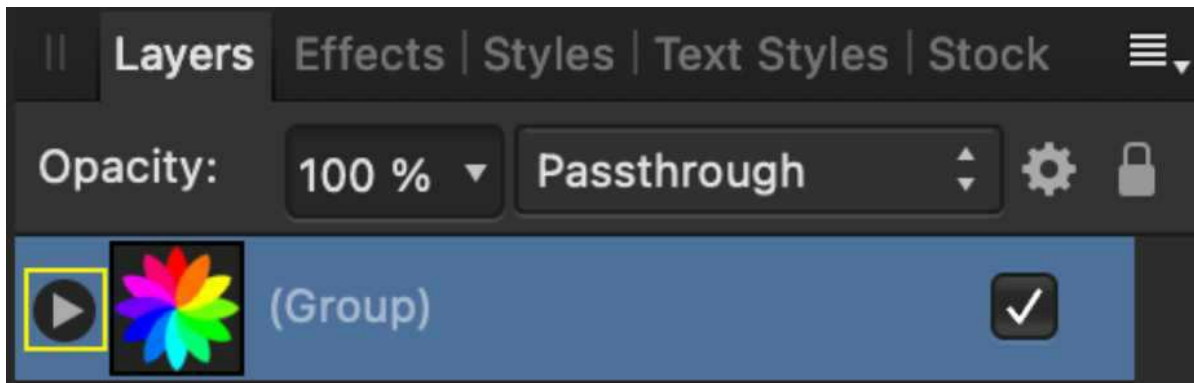 Layers Effects | Styles | Text Styles | Stock
Opacity: 100 % Passthrough
(Group)